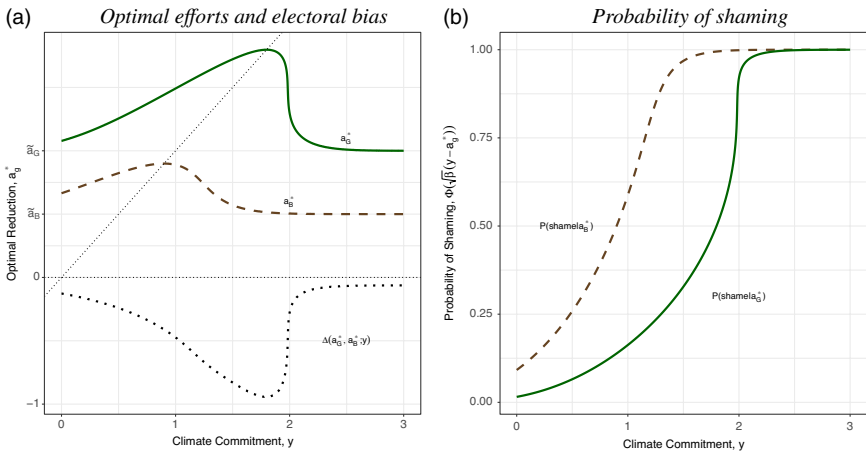 (a) Optimal efforts and electoral bias
Optimal Reduction, a*g
ãG
ãB
0
−1
a*G
a*B
Δ(a*G, a*B;y)
0 1 2 3
Climate Commitment, y
(b) Probability of shaming
Probability of Shaming, Φ(√β(y − a*g))
1.00
0.75
0.50
0.25
0.00
P(shame|a*B)
P(shame|a*G)
0 1 2 3
Climate Commitment, y